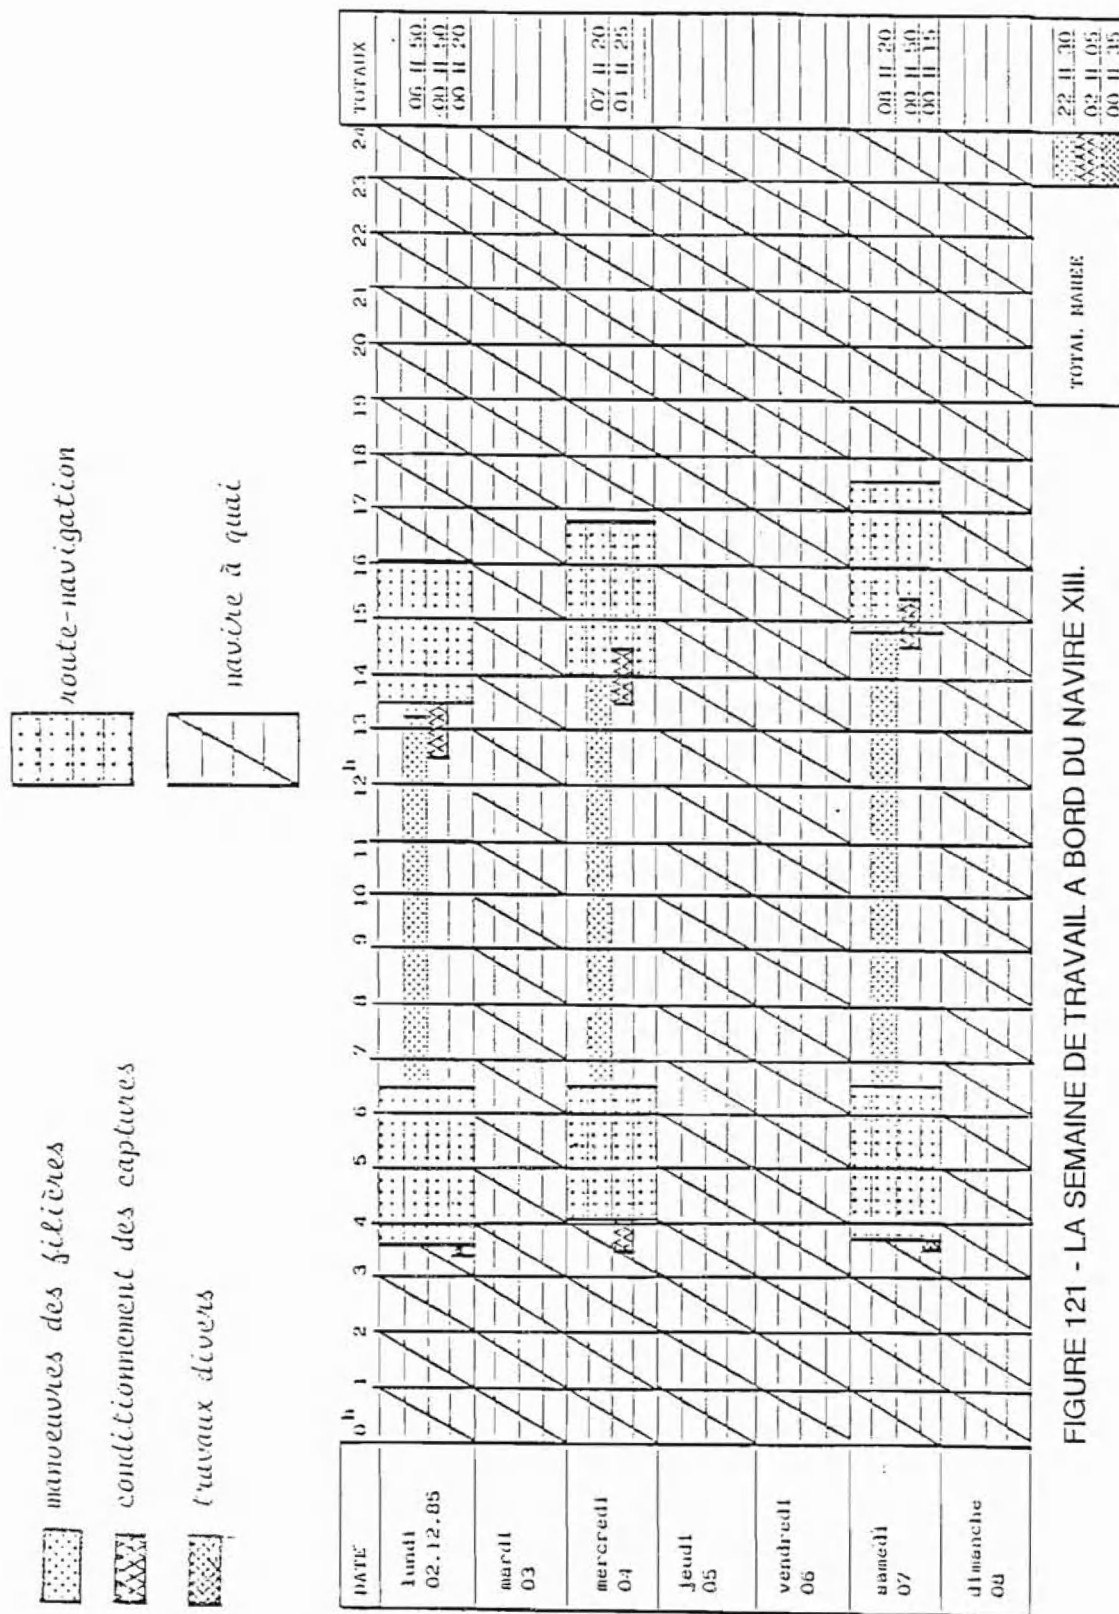 manoeuvres des filières
conditionnement des captures
travaux divers
route-navigation
navire à quai
DATE 0h 1 2 3 4 5 6 7 8 9 10 11 12h 13 14 15 16 17 18 19 20 21 22 23 24 TOTAUX
lundi
02.12.85
06 H 50
00 H 50
00 H 20
mardi
03
mercredi
04
07 H 20
01 H 25
jeudi
05
vendredi
06
samedi
07
08 H 20
00 H 50
00 H 15
dimanche
08
TOTAL MAREE
22 H 30
02 H 05
00 H 35
FIGURE 121 - LA SEMAINE DE TRAVAIL A BORD DU NAVIRE XIII.